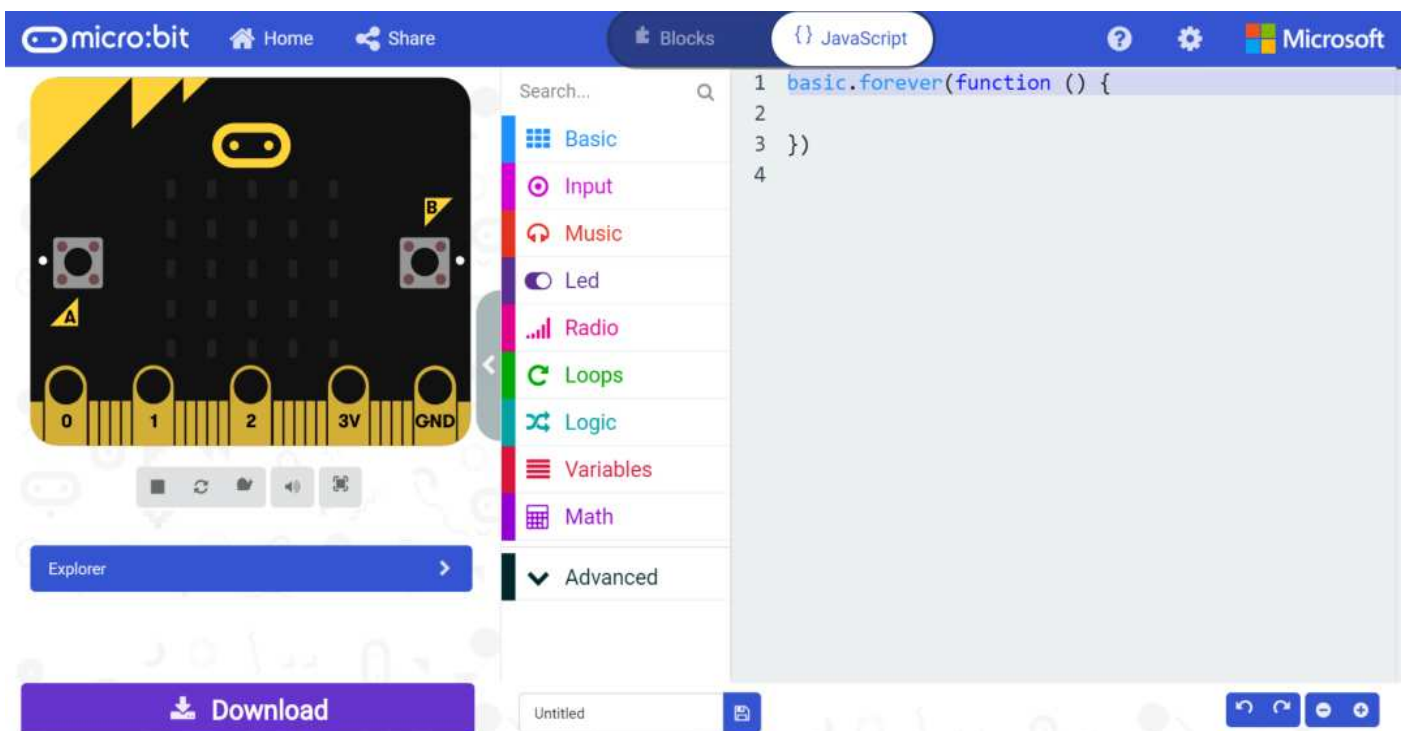 micro:bit Home Share Blocks {} JavaScript ? Microsoft
Search...
Basic
Input
Music
Led
Radio
Loops
Logic
Variables
Math
Advanced
1 basic.forever(function () {
2
3 })
4
B
A
0 1 2 3V GND
Explorer
Download
Untitled